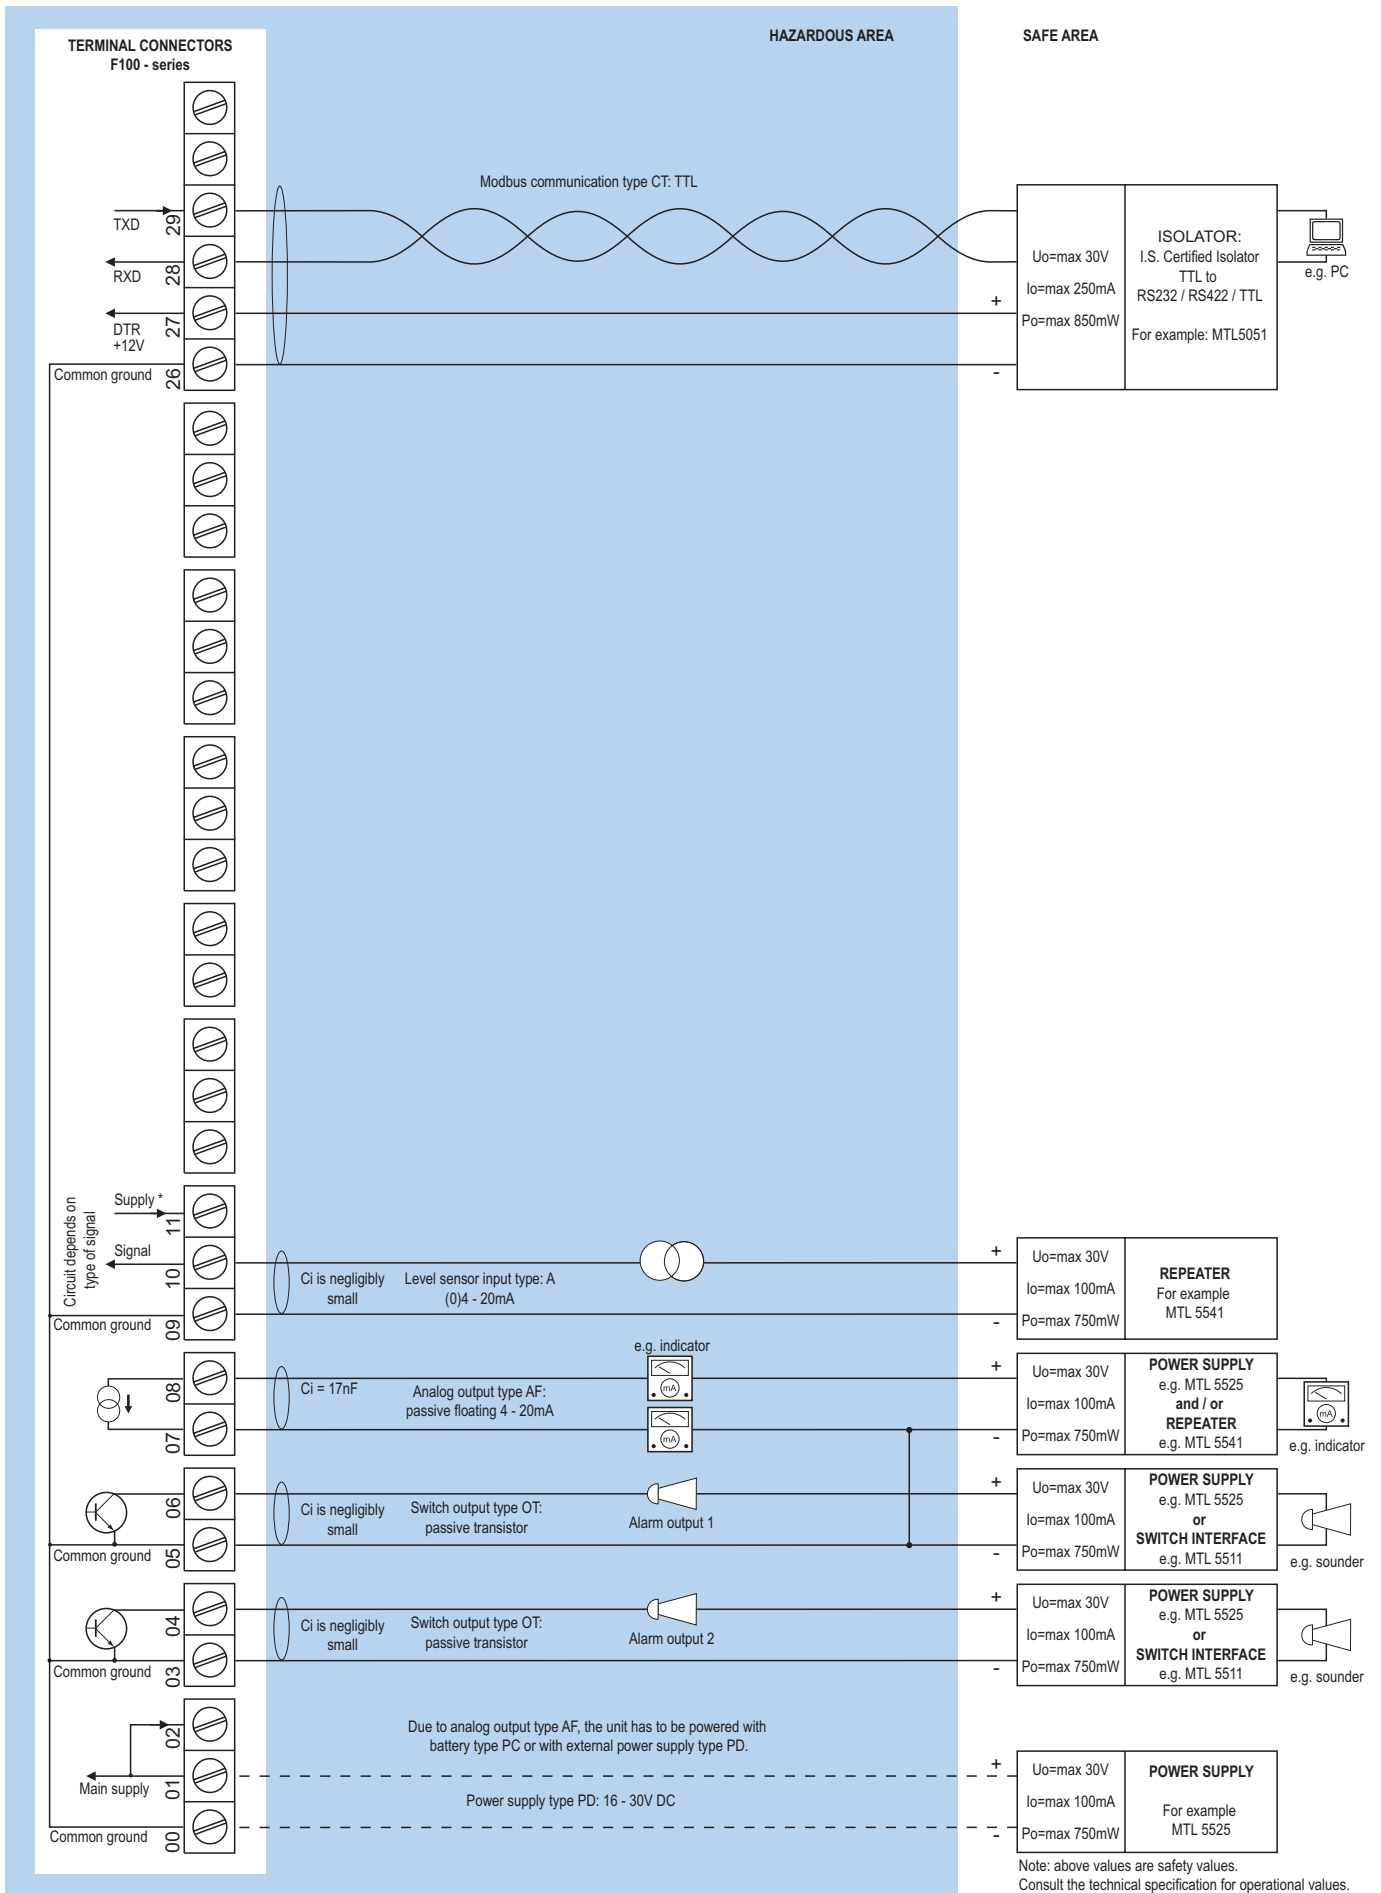 HAZARDOUS AREA
SAFE AREA
TERMINAL CONNECTORS
F100 - series
Modbus communication type CT: TTL
TXD
29
RXD
28
DTR
+12V
27
Common ground
26
+
-
Uo=max 30V
Io=max 250mA
Po=max 850mW
ISOLATOR:
I.S. Certified Isolator
TTL to
RS232 / RS422 / TTL
For example: MTL5051
e.g. PC
Circuit depends on
type of signal
Supply *
11
Signal
10
Common ground
09
Ci is negligibly
small
Level sensor input type: A
(0)4 - 20mA
+
-
Uo=max 30V
Io=max 100mA
Po=max 750mW
REPEATER
For example
MTL 5541
08
07
Ci = 17nF
Analog output type AF:
passive floating 4 - 20mA
e.g. indicator
mA
mA
+
-
Uo=max 30V
Io=max 100mA
Po=max 750mW
POWER SUPPLY
e.g. MTL 5525
and / or
REPEATER
e.g. MTL 5541
mA
e.g. indicator
06
Common ground
05
Ci is negligibly
small
Switch output type OT:
passive transistor
Alarm output 1
+
-
Uo=max 30V
Io=max 100mA
Po=max 750mW
POWER SUPPLY
e.g. MTL 5525
or
SWITCH INTERFACE
e.g. MTL 5511
e.g. sounder
04
Common ground
03
Ci is negligibly
small
Switch output type OT:
passive transistor
Alarm output 2
+
-
Uo=max 30V
Io=max 100mA
Po=max 750mW
POWER SUPPLY
e.g. MTL 5525
or
SWITCH INTERFACE
e.g. MTL 5511
e.g. sounder
02
Main supply
01
Common ground
00
Due to analog output type AF, the unit has to be powered with
battery type PC or with external power supply type PD.
Power supply type PD: 16 - 30V DC
+
-
Uo=max 30V
Io=max 100mA
Po=max 750mW
POWER SUPPLY
For example
MTL 5525
Note: above values are safety values.
Consult the technical specification for operational values.